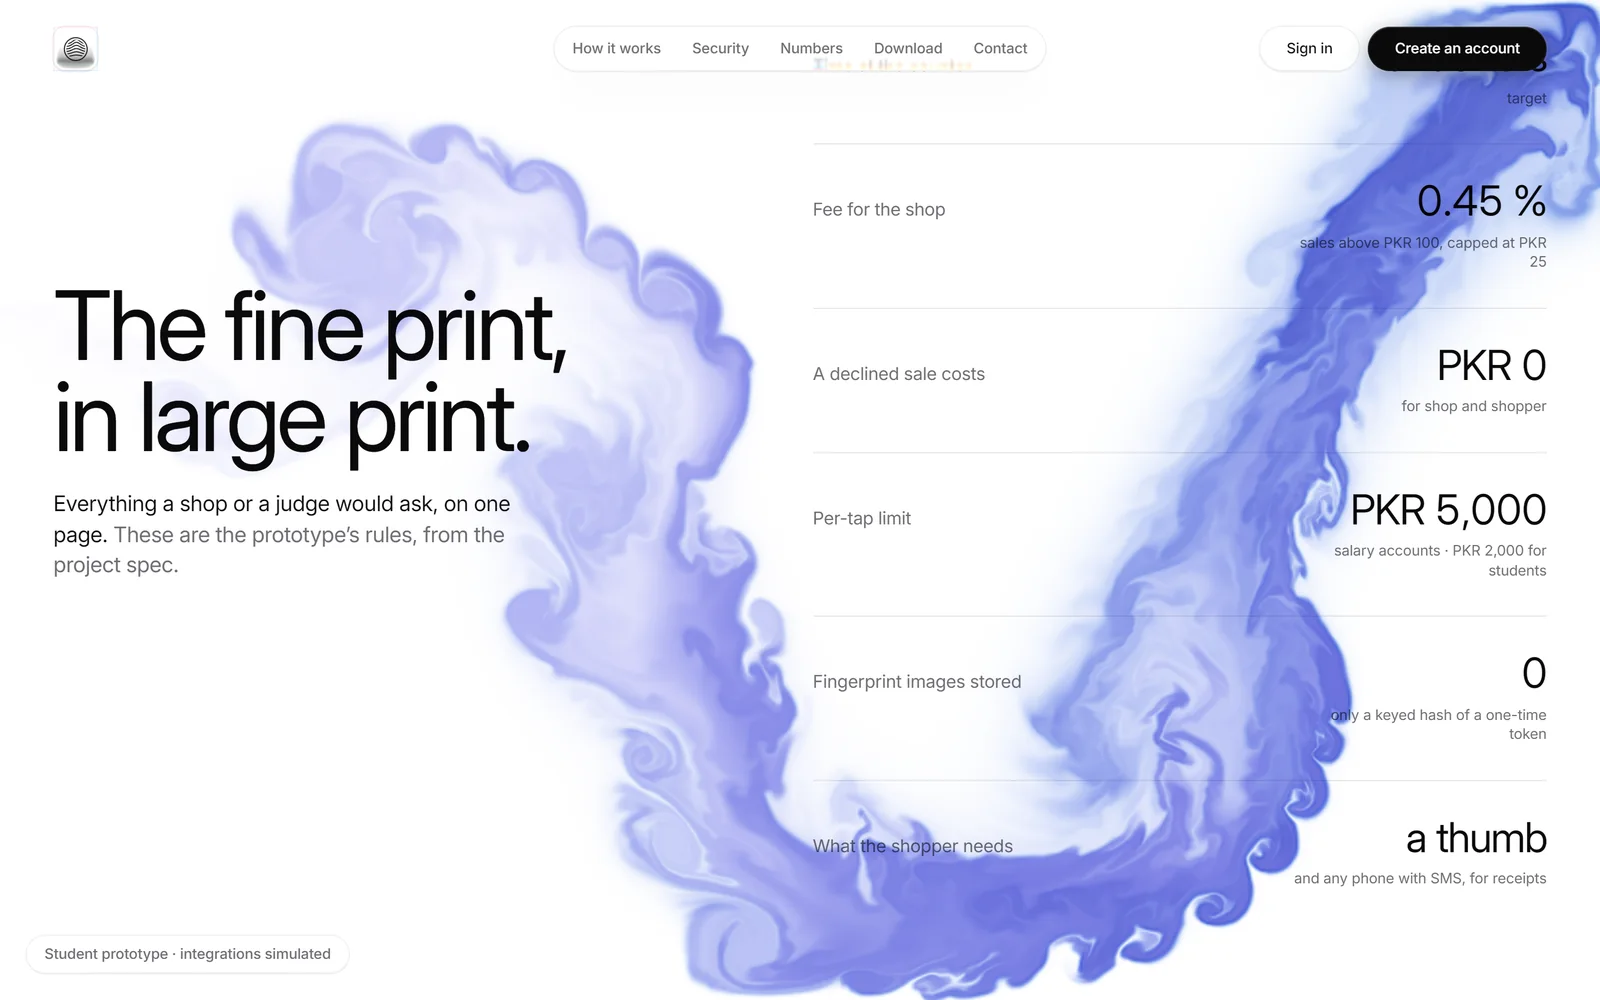 How it works
Security
Numbers
Download
Contact
Sign in
Create an account
target
Fee for the shop
0.45 %
sales above PKR 100, capped at PKR
25
The fine print,
in large print.
A declined sale costs
PKR 0
for shop and shopper
Everything a shop or a judge would ask, on one
page. These are the prototype’s rules, from the
project spec.
Per-tap limit
PKR 5,000
salary accounts · PKR 2,000 for
students
Fingerprint images stored
0
only a keyed hash of a one-time
token
What the shopper needs
a thumb
and any phone with SMS, for receipts
Student prototype · integrations simulated